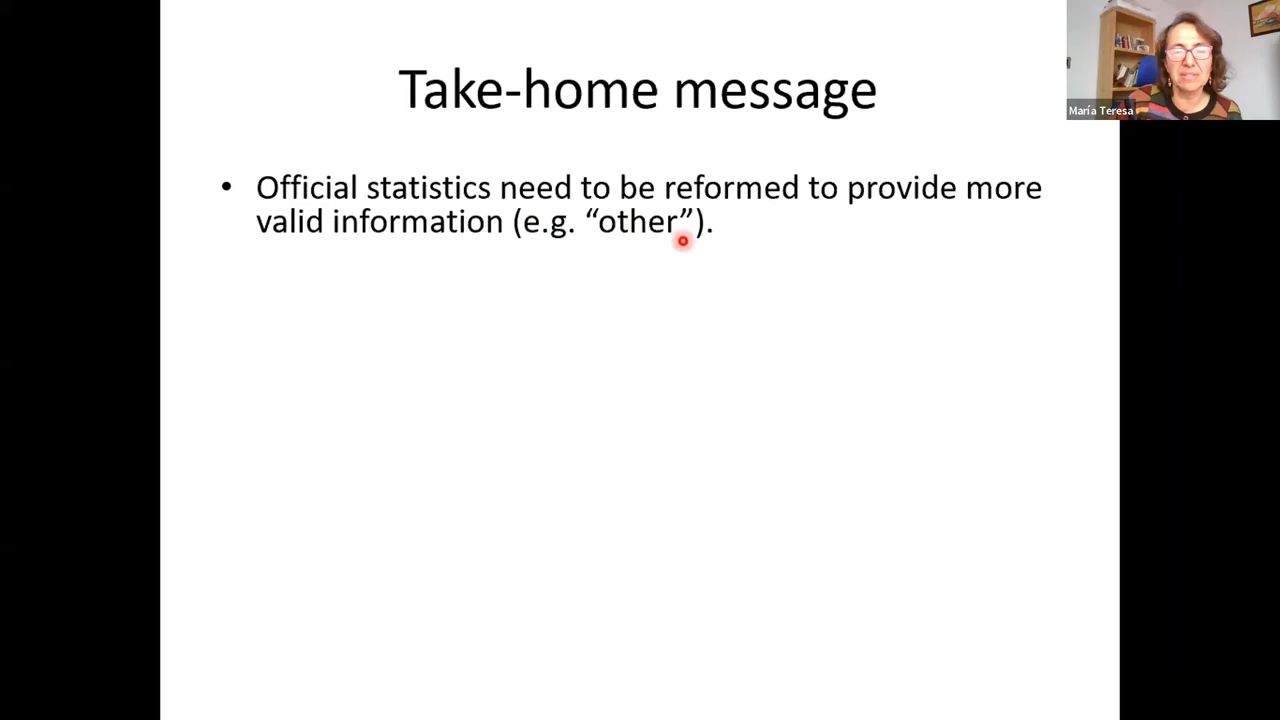 Take-home message
María Teresa
• Official statistics need to be reformed to provide more
valid information (e.g. “other”).